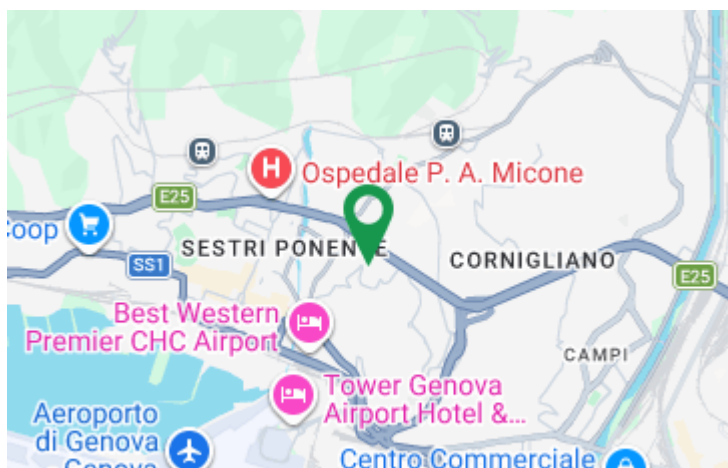 H
Ospedale P. A. Micone
E25
Coop
SESTRI PONENTE
SS1
CORNIGLIANO
E25
Best Western
Premier CHC Airport
CAMPI
Tower Genova
Airport Hotel &...
Aeroporto
di Genova
Genova
Centro Commerciale